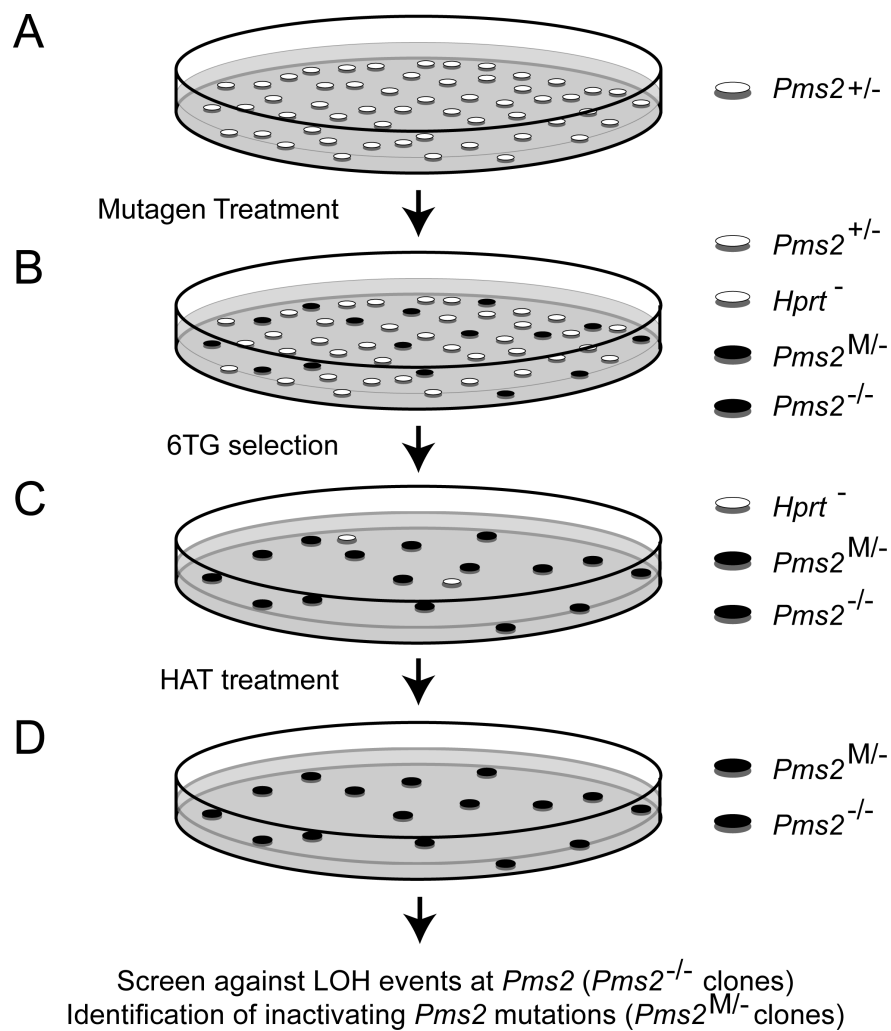 A
Pms2+/-
Mutagen Treatment
B
Pms2+/-
Hprt-
Pms2M/-
Pms2-/-
6TG selection
C
Hprt-
Pms2M/-
Pms2-/-
HAT treatment
D
Pms2M/-
Pms2-/-
Screen against LOH events at Pms2 (Pms2-/- clones)
Identification of inactivating Pms2 mutations (Pms2M/- clones)